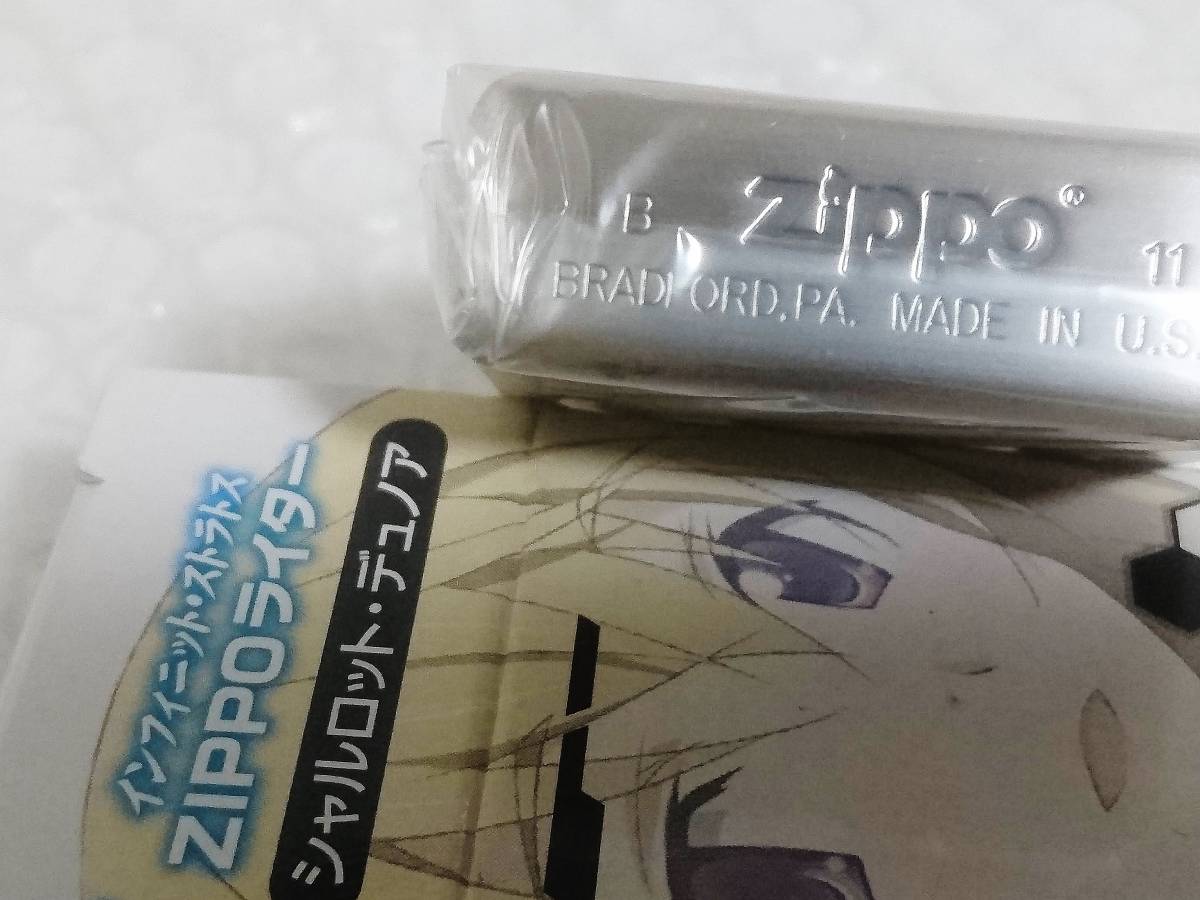 B zippo® 11
BRADFORD,PA. MADE IN U.S.
インフィニット・ストラトス
ZIPPOライター
シャルロット・デュノア